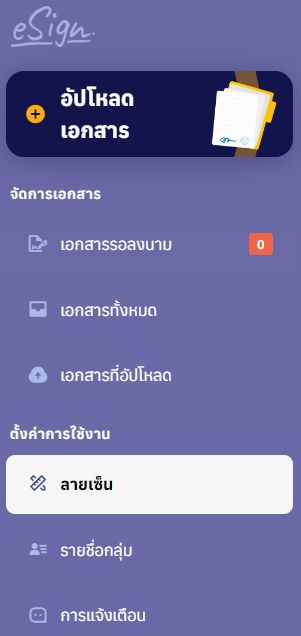 eSign.
อัปโหลด
เอกสาร
จัดการเอกสาร
เอกสารรอลงนาม 0
เอกสารทั้งหมด
เอกสารที่อัปโหลด
ตั้งค่าการใช้งาน
ลายเซ็น
รายชื่อกลุ่ม
การแจ้งเตือน